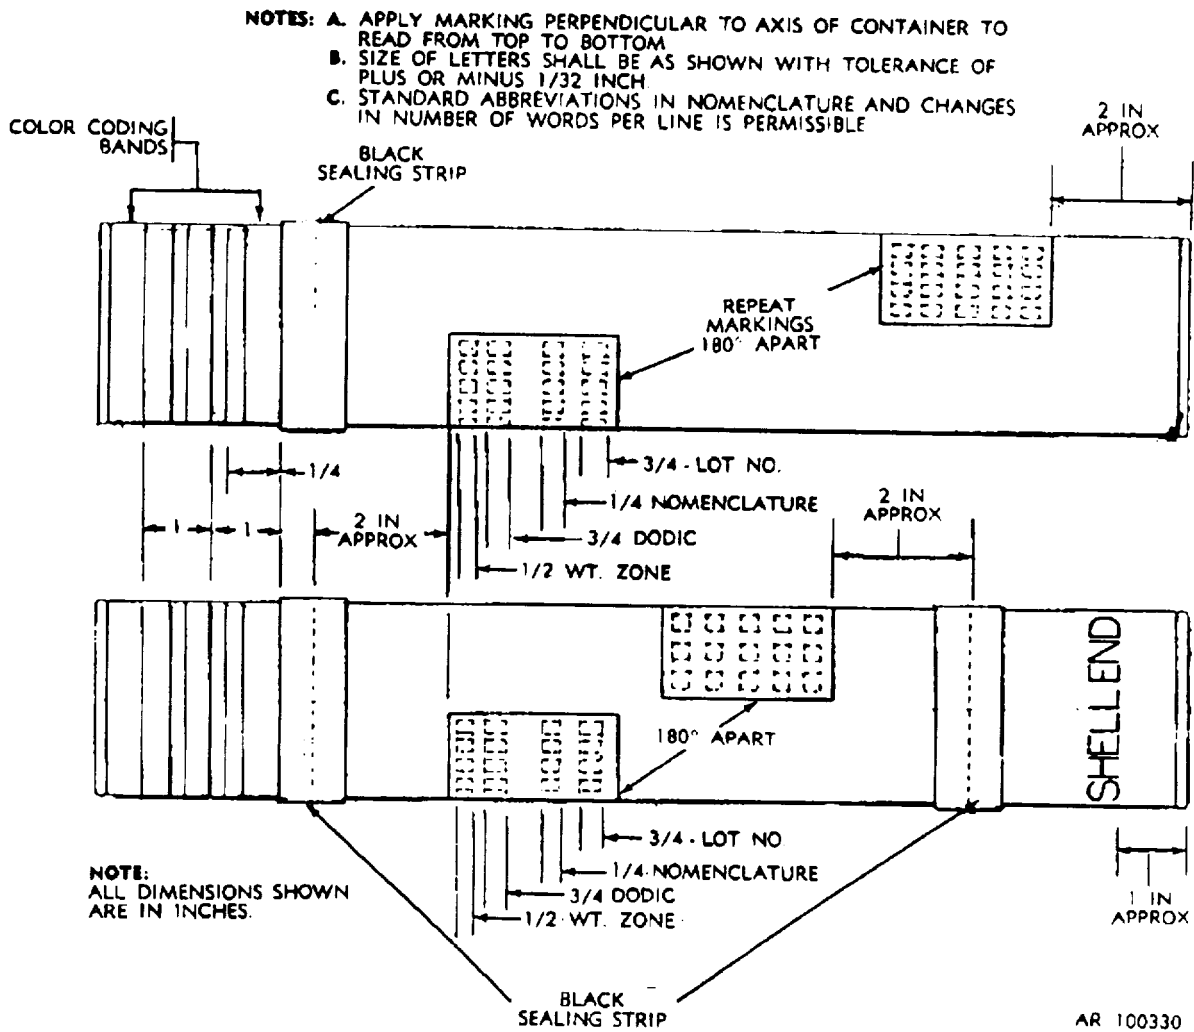 NOTES: A. APPLY MARKING PERPENDICULAR TO AXIS OF CONTAINER TO
READ FROM TOP TO BOTTOM
B. SIZE OF LETTERS SHALL BE AS SHOWN WITH TOLERANCE OF
PLUS OR MINUS 1/32 INCH
C. STANDARD ABBREVIATIONS IN NOMENCLATURE AND CHANGES
IN NUMBER OF WORDS PER LINE IS PERMISSIBLE
COLOR CODING
BANDS
BLACK
SEALING STRIP
2 IN
APPROX
REPEAT
MARKINGS
180° APART
1/4
3/4 - LOT NO.
1/4 NOMENCLATURE
3/4 DODIC
1/2 WT. ZONE
1
1
2 IN
APPROX
2 IN
APPROX
SHELL END
180° APART
3/4 - LOT NO
1/4 NOMENCLATURE
3/4 DODIC
1/2 WT. ZONE
NOTE:
ALL DIMENSIONS SHOWN
ARE IN INCHES.
1 IN
APPROX
BLACK
SEALING STRIP
AR 100330